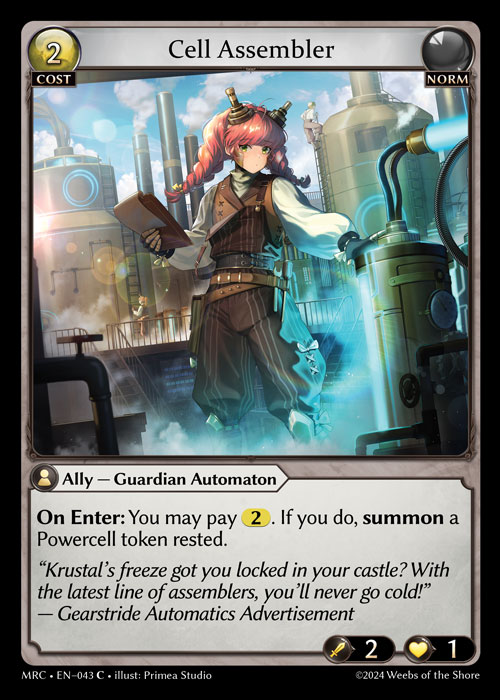 2
Cell Assembler
COST
NORM
Ally — Guardian Automaton
On Enter: You may pay 2. If you do, summon a
Powercell token rested.
“Krustal’s freeze got you locked in your castle? With
the latest line of assemblers, you’ll never go cold!”
— Gearstride Automatics Advertisement
2
1
MRC • EN–043 C • illust: Primea Studio
©2024 Weebs of the Shore